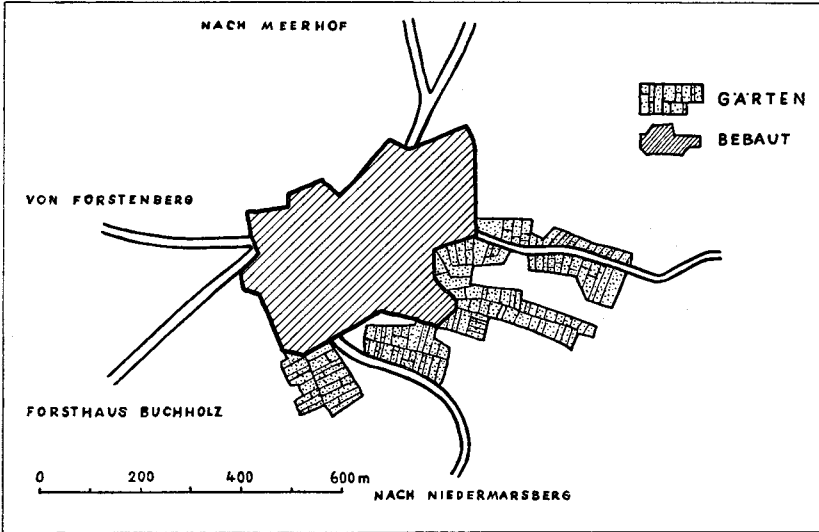 NACH MEERHOF
GÄRTEN
BEBAUT
VON FÜRSTENBERG
FORSTHAUS BUCHHOLZ
0 200 400 600m
NACH NIEDERMARSBERG